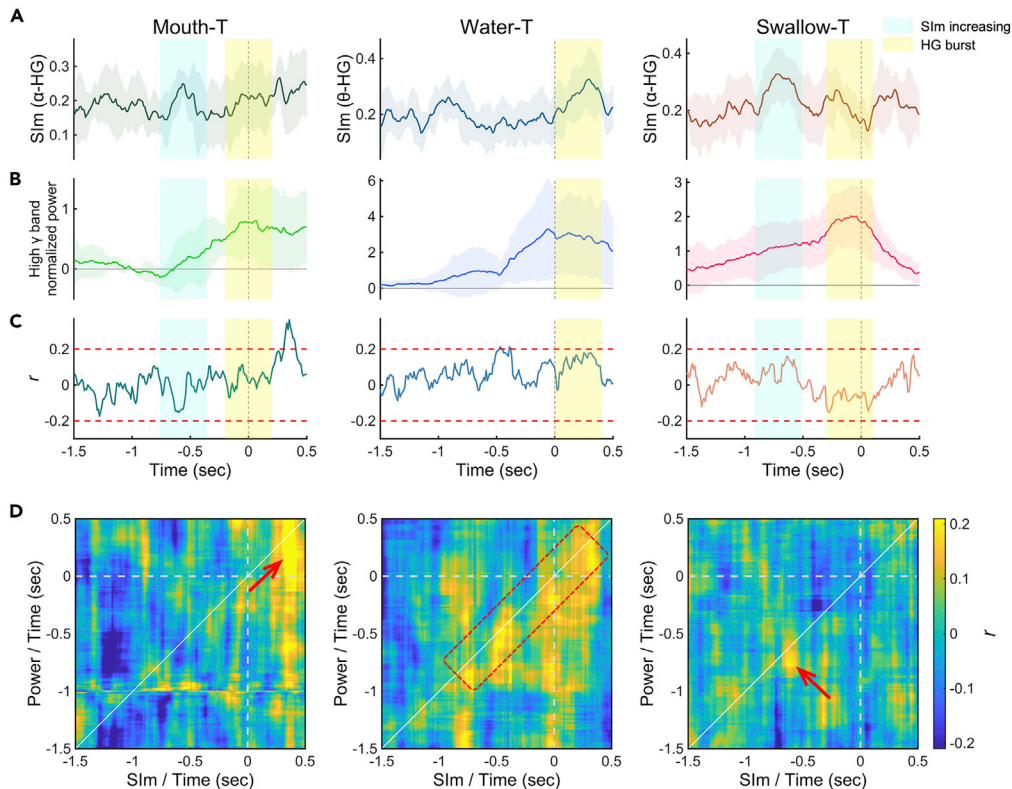 A
Mouth-T
Water-T
Swallow-T
SIm increasing
HG burst
SIm (α-HG)
0.3
0.2
0.1
SIm (θ-HG)
0.4
0.2
SIm (α-HG)
0.4
0.2
B
High γ band
normalized power
1
0
6
4
2
0
3
2
1
0
C
r
0.2
0
-0.2
0.2
0
-0.2
0.2
0
-0.2
-1.5 -1 -0.5 0 0.5
-1.5 -1 -0.5 0 0.5
-1.5 -1 -0.5 0 0.5
Time (sec)
Time (sec)
Time (sec)
D
Power / Time (sec)
0.5
0
-0.5
-1
-1.5
Power / Time (sec)
0.5
0
-0.5
-1
-1.5
Power / Time (sec)
0.5
0
-0.5
-1
-1.5
0.2
0.1
0
-0.1
-0.2
r
-1.5 -1 -0.5 0 0.5
-1.5 -1 -0.5 0 0.5
-1.5 -1 -0.5 0 0.5
SIm / Time (sec)
SIm / Time (sec)
SIm / Time (sec)